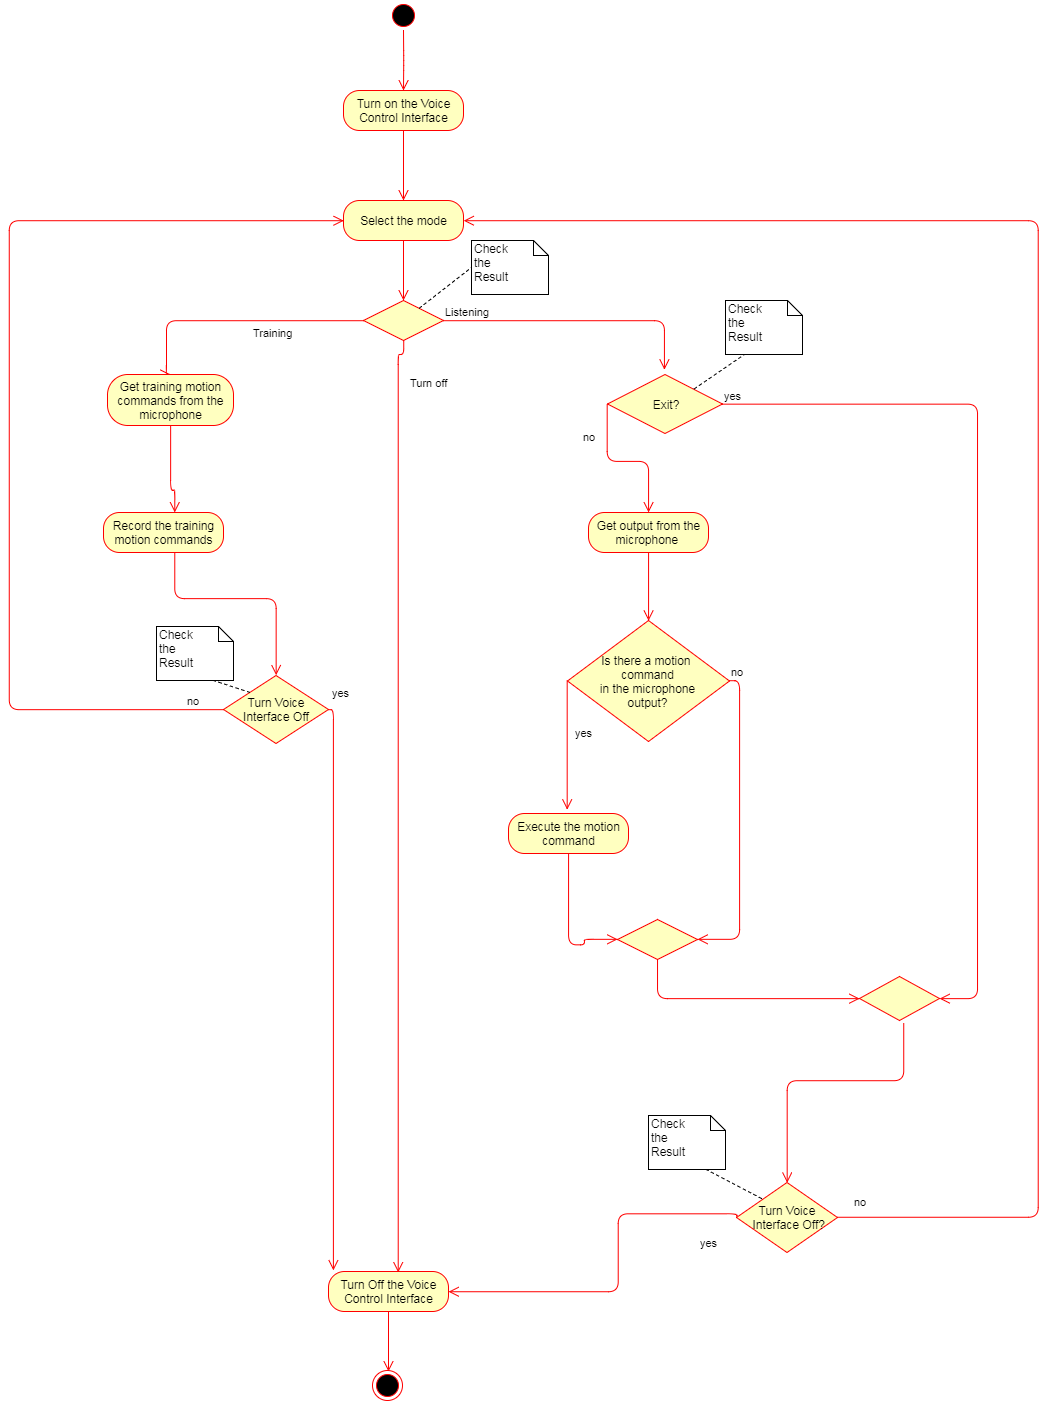 Turn on the Voice
Control Interface
Select the mode
Check
the
Result
Listening
Training
Check
the
Result
Turn off
Get training motion
commands from the
microphone
Exit?
yes
no
Record the training
motion commands
Get output from the
microphone
Check
the
Result
Is there a motion
command
in the microphone
output?
no
yes
no
Turn Voice
Interface Off
yes
Execute the motion
command
Check
the
Result
Turn Voice
Interface Off?
no
yes
Turn Off the Voice
Control Interface